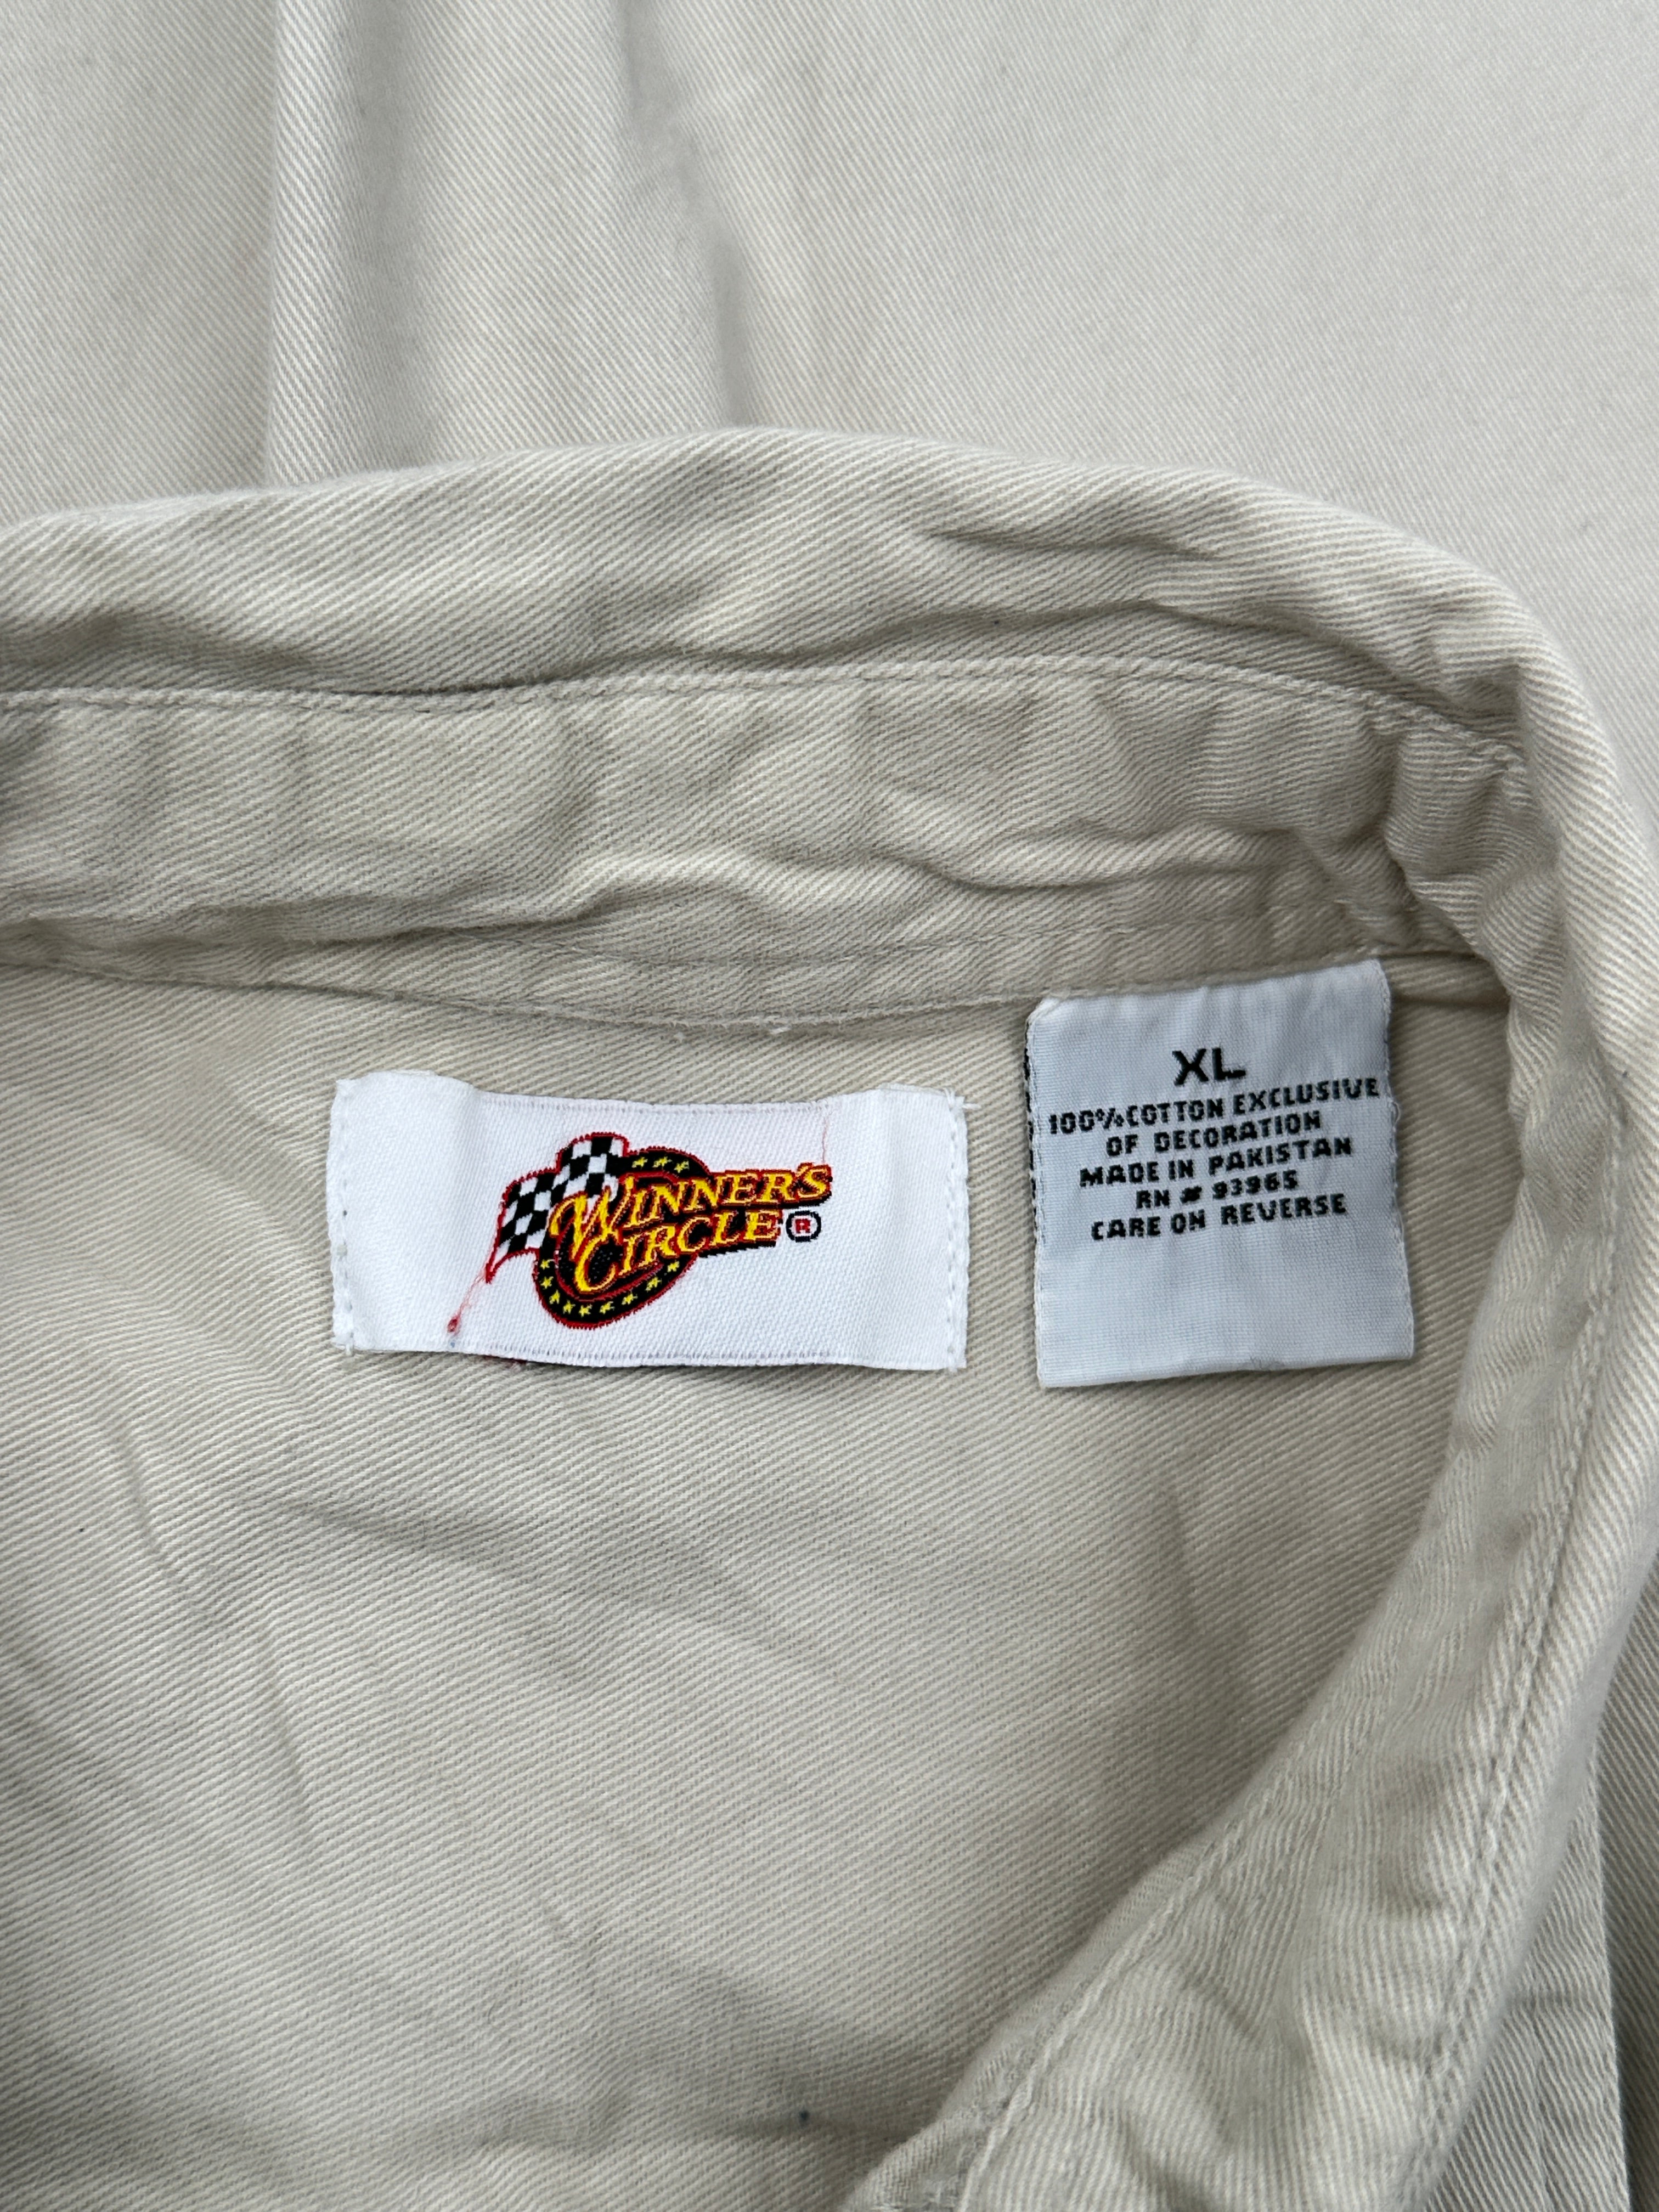 WINNER'S
CIRCLE®
XL
100% COTTON EXCLUSIVE
OF DECORATION
MADE IN PAKISTAN
RN # 93965
CARE ON REVERSE